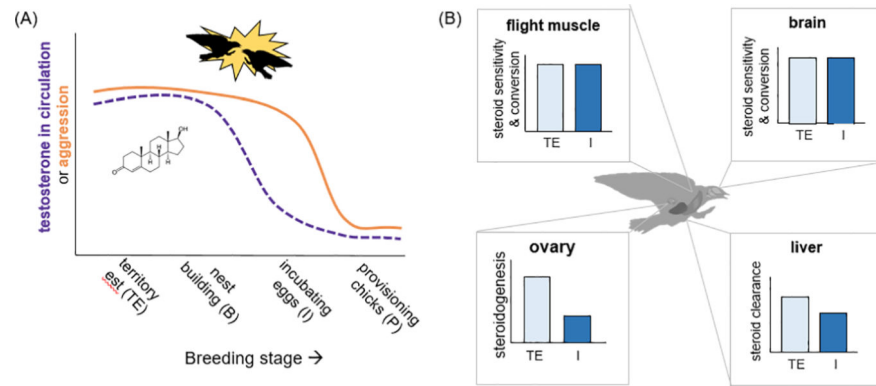 (A)
testosterone in circulation
or aggression
OH
H
H
H
O
territory
est (TE)
nest
building (B)
incubating
eggs (I)
provisioning
chicks (P)
Breeding stage →
(B)
flight muscle
steroid sensitivity
& conversion
TE I
brain
steroid sensitivity
& conversion
TE I
ovary
steroidogenesis
TE I
liver
steroid clearance
TE I